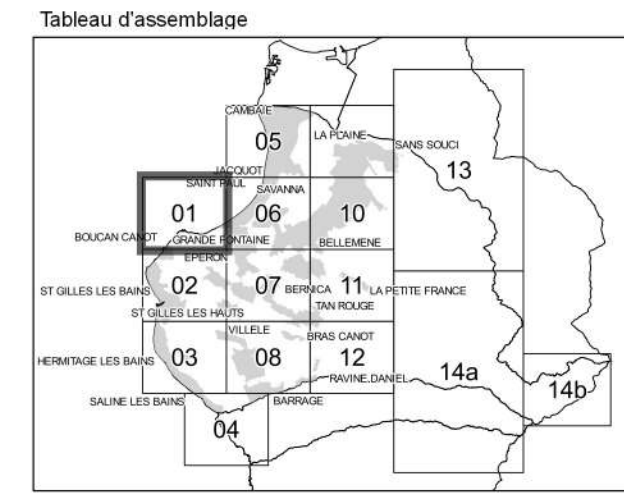 Tableau d'assemblage
CAMBAIE
05
LA PLAINE
SANS SOUCI
13
JACQUOT
SAINT PAUL
SAVANNA
01
06
10
BOUCAN CANOT
GRANDE FONTAINE
BELLEMENE
EPERON
ST GILLES LES BAINS
02
07
BERNICA
11
LA PETITE FRANCE
TAN ROUGE
ST GILLES LES HAUTS
VILLELE
BRAS CANOT
HERMITAGE LES BAINS
03
08
12
14a
RAVINE.DANIEL
14b
SALINE LES BAINS
BARRAGE
04